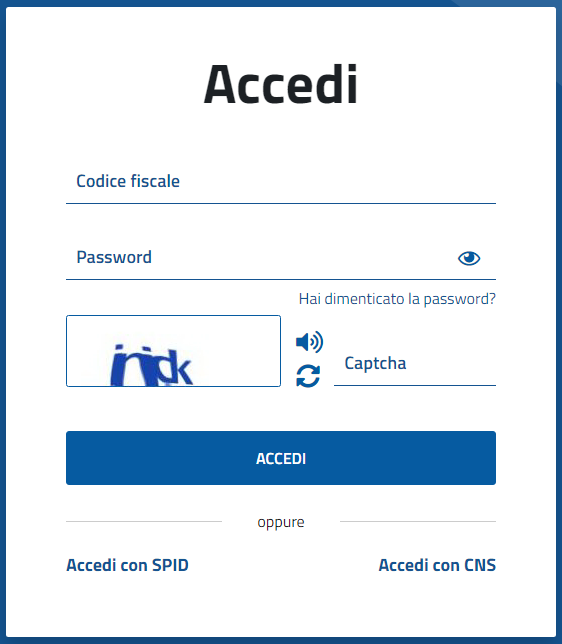 Accedi
Codice fiscale
Password
Hai dimenticato la password?
Captcha
ACCEDI
oppure
Accedi con SPID
Accedi con CNS